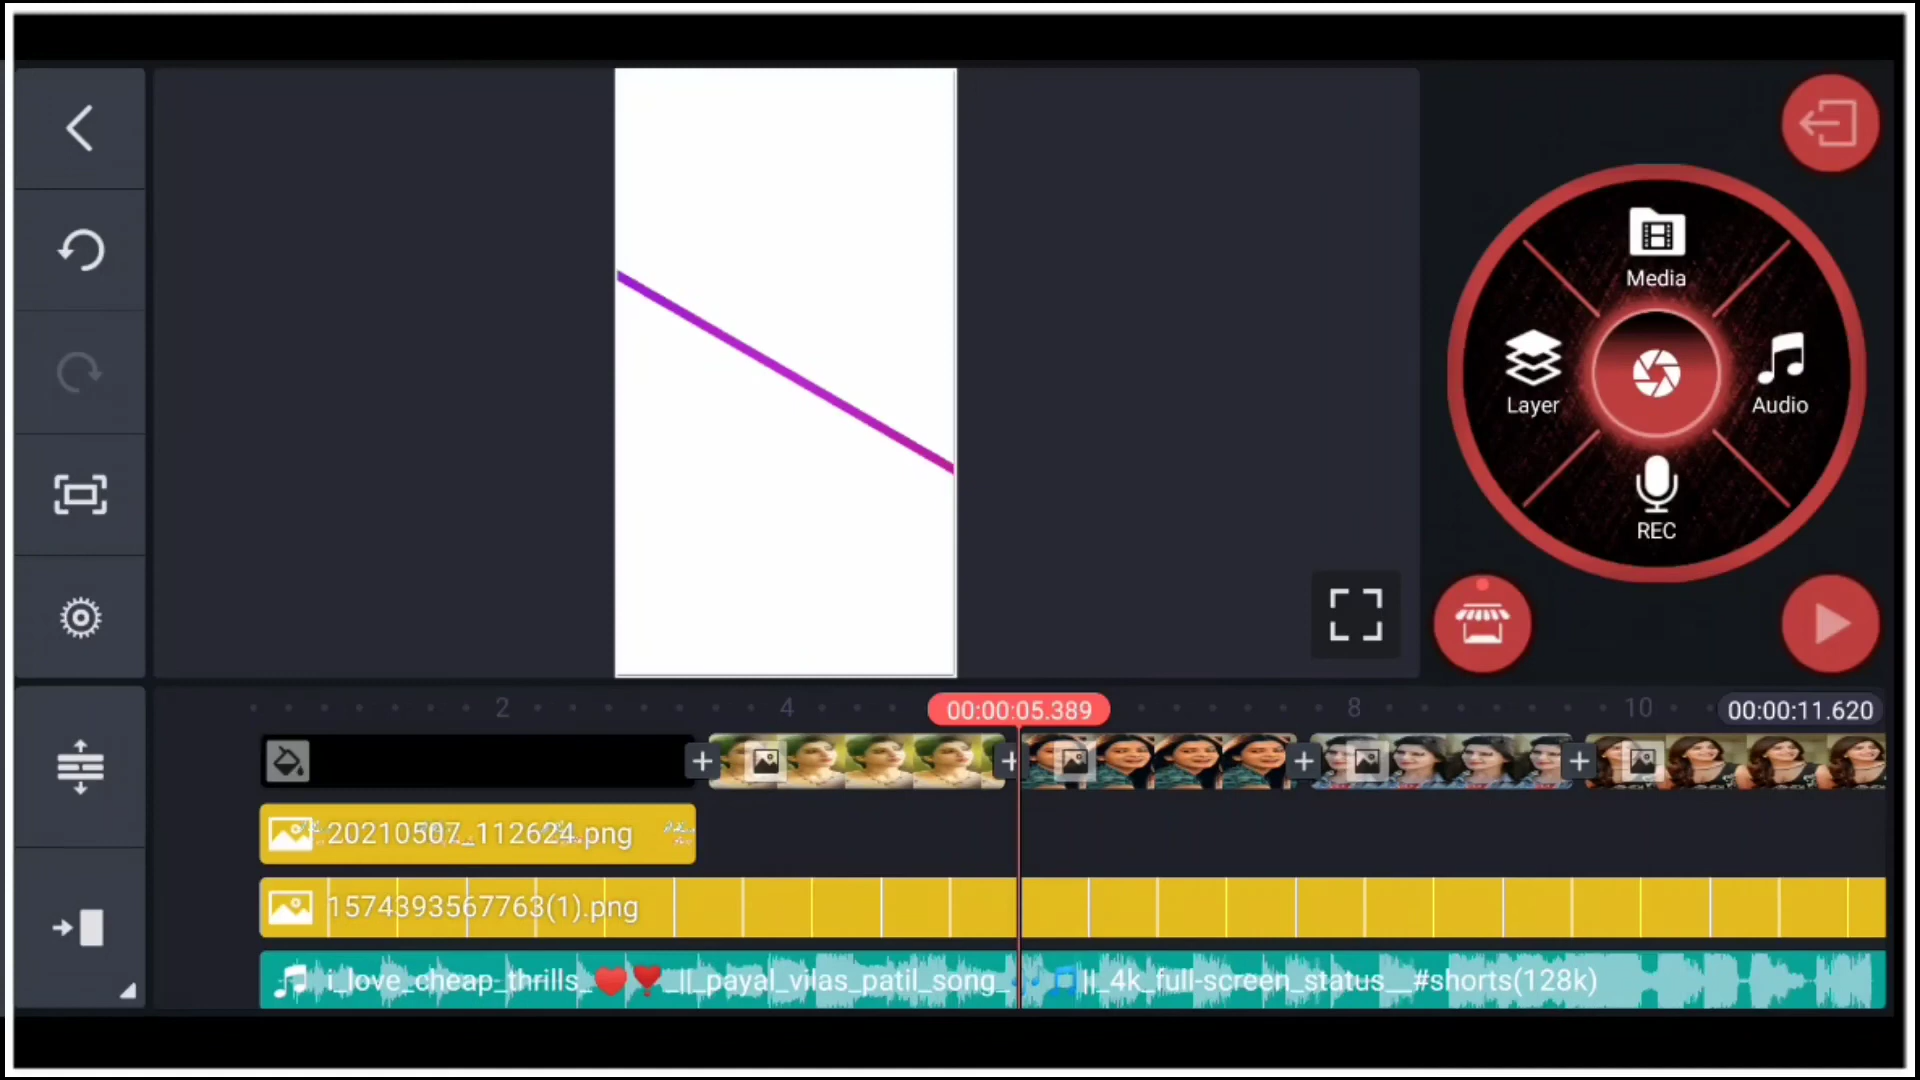 Media
Layer
Audio
REC
2
4
00:00:05.389
8
10
00:00:11.620
20210507_112624.png
1574393567763(1).png
i_love_cheap_thrills_❤️❣️_||_payal_vilas_patil_song_🎶🎵||_4k_full-screen_status__#shorts(128k)